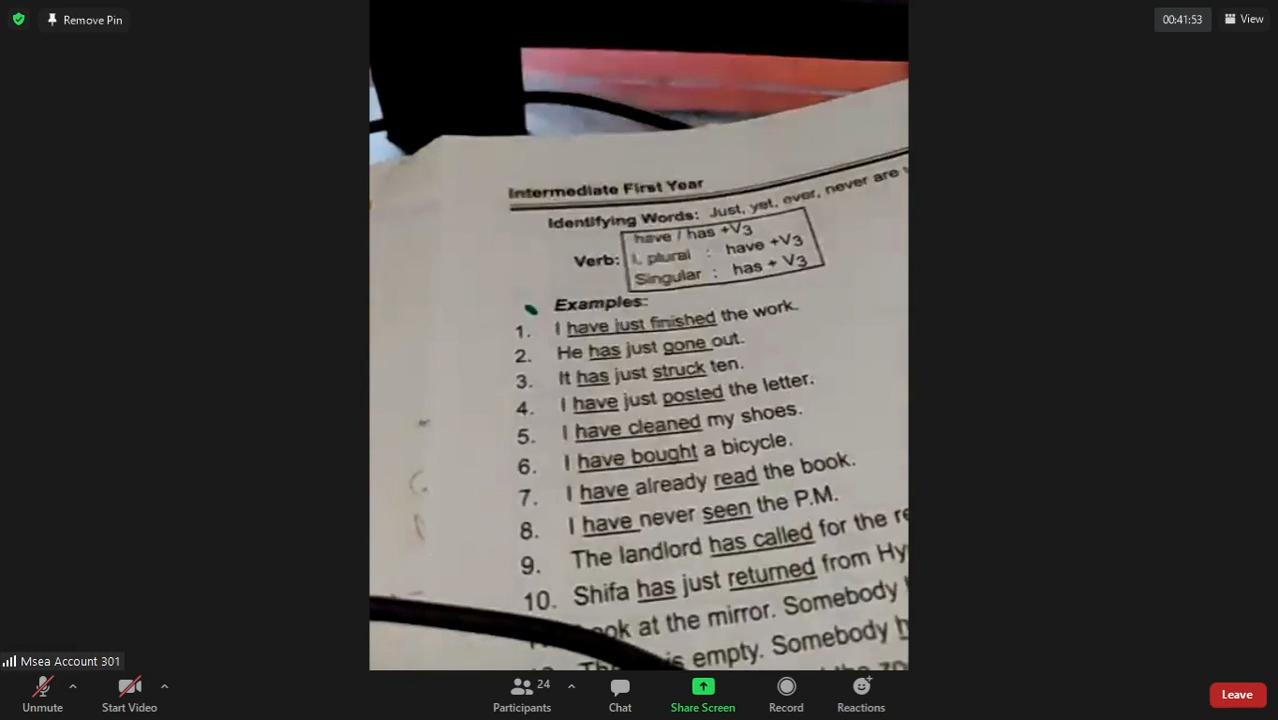 Remove Pin
00:41:53
View
Intermediate First Year
Identifying Words: Just, yet, ever, never are
have / has +V3
Verb: I, plural : have +V3
Singular : has + V3
Examples:
1. I have just finished the work.
2. He has just gone out.
3. It has just struck ten.
4. I have just posted the letter.
5. I have cleaned my shoes.
6. I have bought a bicycle.
7. I have already read the book.
8. I have never seen the P.M.
9. The landlord has called for the re
10. Shifa has just returned from Hy
at the mirror. Somebody
is empty. Somebody h
Msea Account 301
Unmute
Start Video
24
Participants
Chat
Share Screen
Record
Reactions
Leave